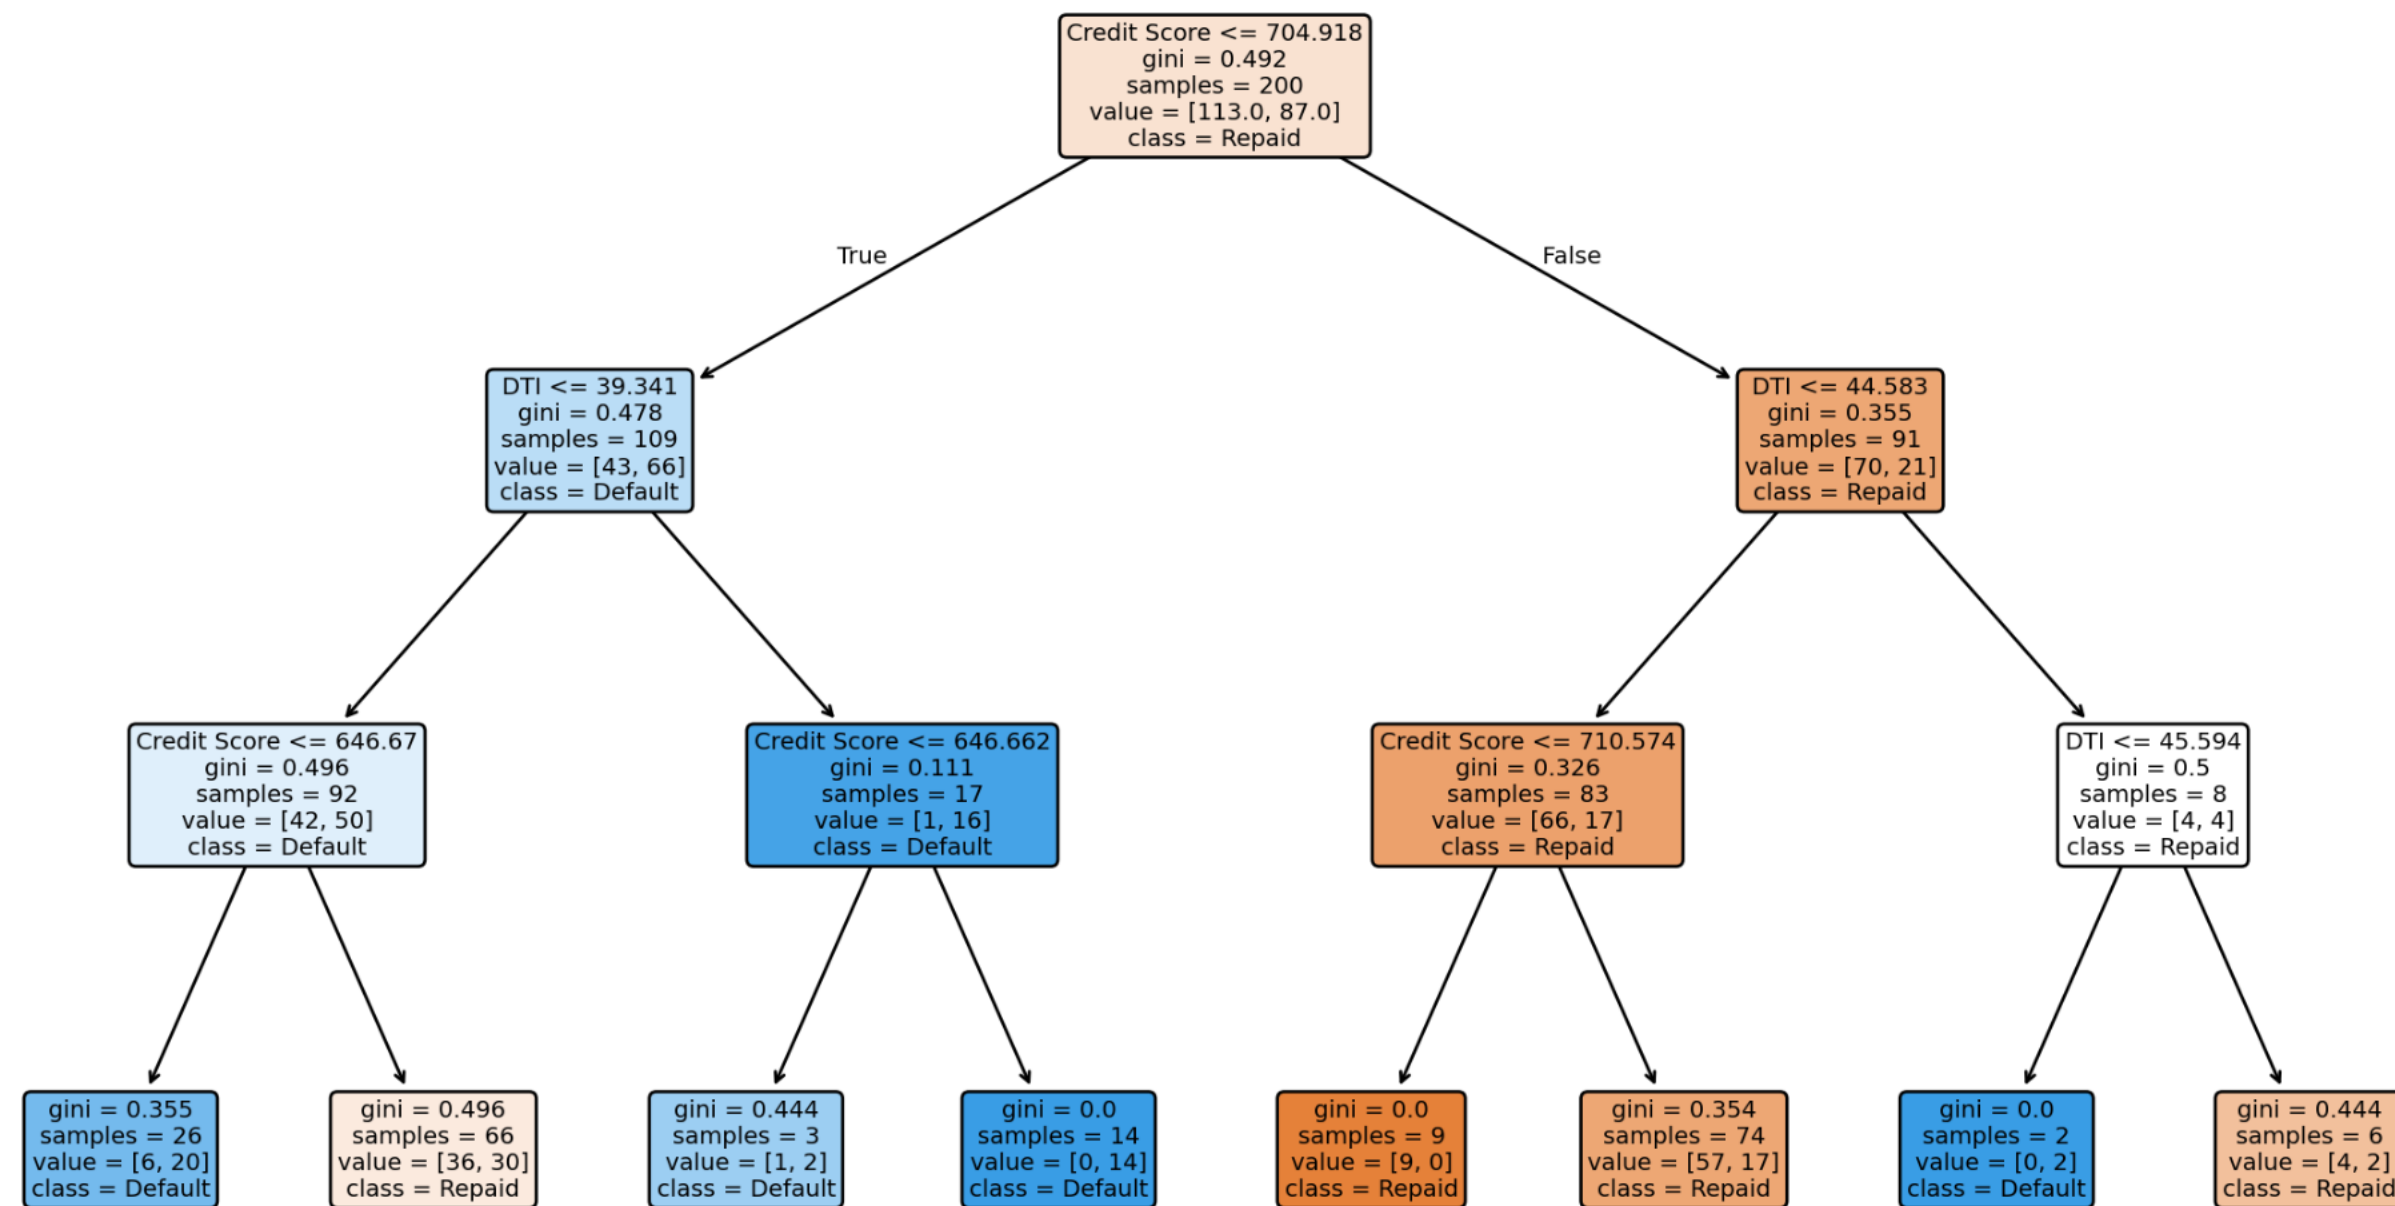 Credit Score <= 704.918
gini = 0.492
samples = 200
value = [113.0, 87.0]
class = Repaid
True
False
DTI <= 39.341
gini = 0.478
samples = 109
value = [43, 66]
class = Default
DTI <= 44.583
gini = 0.355
samples = 91
value = [70, 21]
class = Repaid
Credit Score <= 646.67
gini = 0.496
samples = 92
value = [42, 50]
class = Default
Credit Score <= 646.662
gini = 0.111
samples = 17
value = [1, 16]
class = Default
Credit Score <= 710.574
gini = 0.326
samples = 83
value = [66, 17]
class = Repaid
DTI <= 45.594
gini = 0.5
samples = 8
value = [4, 4]
class = Repaid
gini = 0.355
samples = 26
value = [6, 20]
class = Default
gini = 0.496
samples = 66
value = [36, 30]
class = Repaid
gini = 0.444
samples = 3
value = [1, 2]
class = Default
gini = 0.0
samples = 14
value = [0, 14]
class = Default
gini = 0.0
samples = 9
value = [9, 0]
class = Repaid
gini = 0.354
samples = 74
value = [57, 17]
class = Repaid
gini = 0.0
samples = 2
value = [0, 2]
class = Default
gini = 0.444
samples = 6
value = [4, 2]
class = Repaid